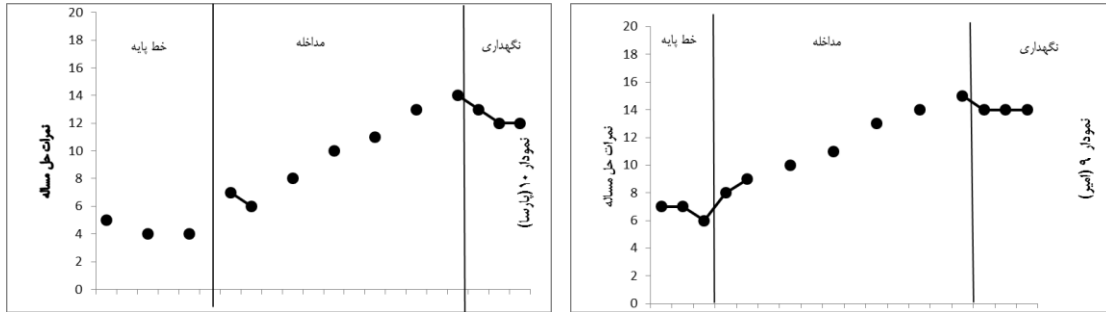 خط پایه
مداخله
نگهداری
20
18
16
14
12
10
8
6
4
2
0
نمرات حل مساله
نمودار ۹ (امیر)
خط پایه
مداخله
نگهداری
20
18
16
14
12
10
8
6
4
2
0
نمرات حل مساله
نمودار ۱۰ (پارسا)